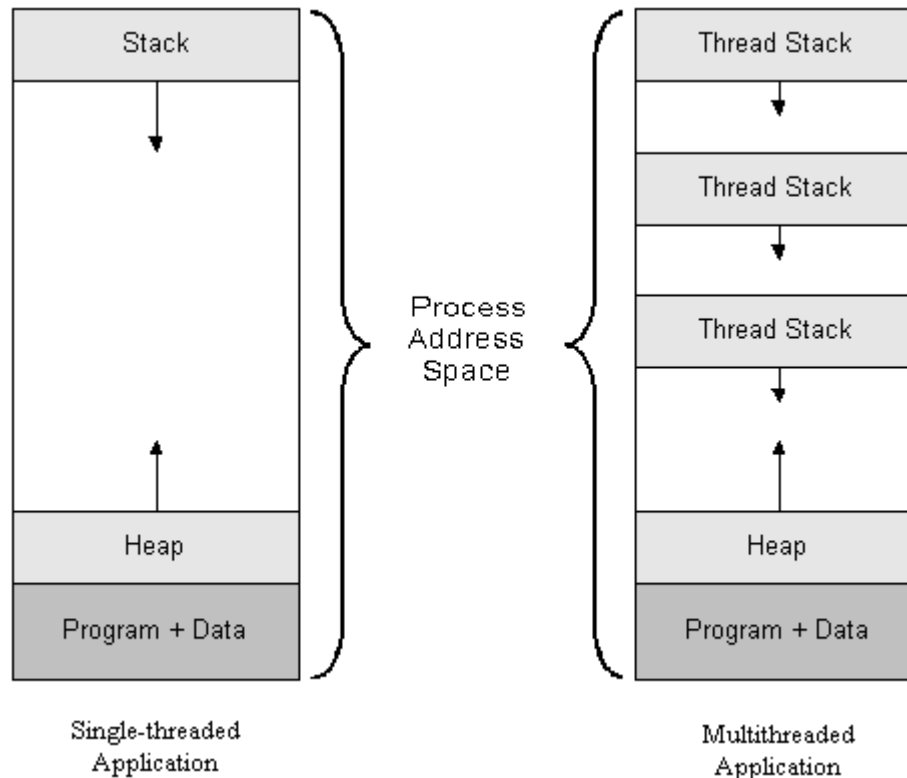 Stack
Heap
Program + Data
Single-threaded
Application
Process
Address
Space
Thread Stack
Thread Stack
Thread Stack
Heap
Program + Data
Multithreaded
Application